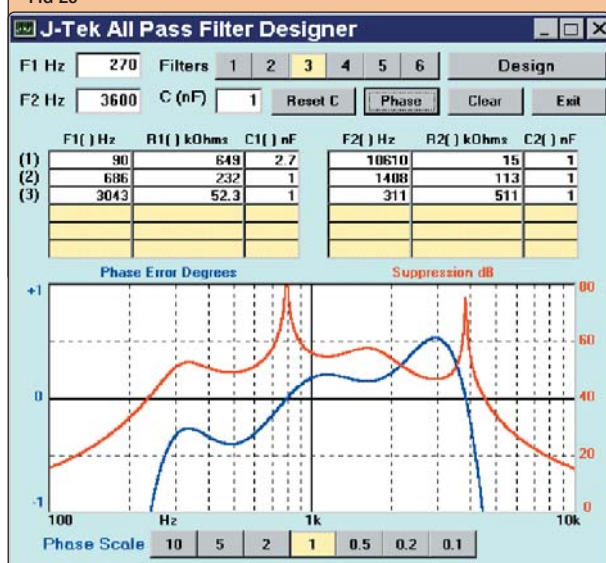 FIG 2b
J-Tek All Pass Filter Designer
F1 Hz 270 Filters 1 2 3 4 5 6 Design
F2 Hz 3600 C (nF) 1 Reset C Phase Clear Exit
F1( ) Hz R1( ) kOhms C1( ) nF F2( ) Hz R2( ) kOhms C2( ) nF
(1) 90 649 2.7 10610 15 1
(2) 686 232 1 1408 113 1
(3) 3043 52.3 1 311 511 1
Phase Error Degrees Suppression dB
+1 80
60
0 40
20
-1 0
100 Hz 1k 10k
Phase Scale 10 5 2 1 0.5 0.2 0.1